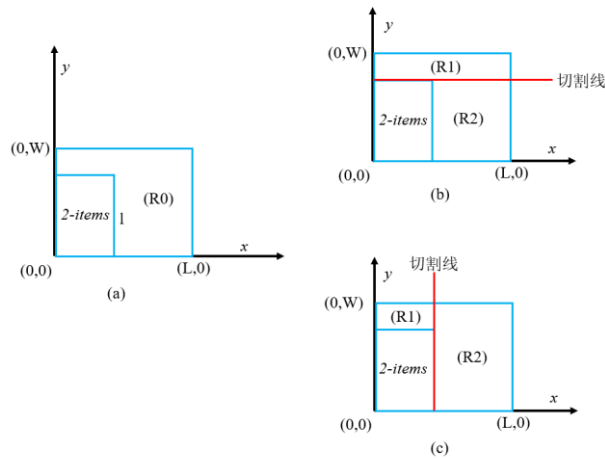 y
(0,W)
(R0)
2-items
1
x
(0,0)
(L,0)
(a)
y
(0,W)
(R1)
切割线
2-items
(R2)
x
(0,0)
(L,0)
(b)
切割线
y
(0,W)
(R1)
(R2)
2-items
x
(0,0)
(L,0)
(c)